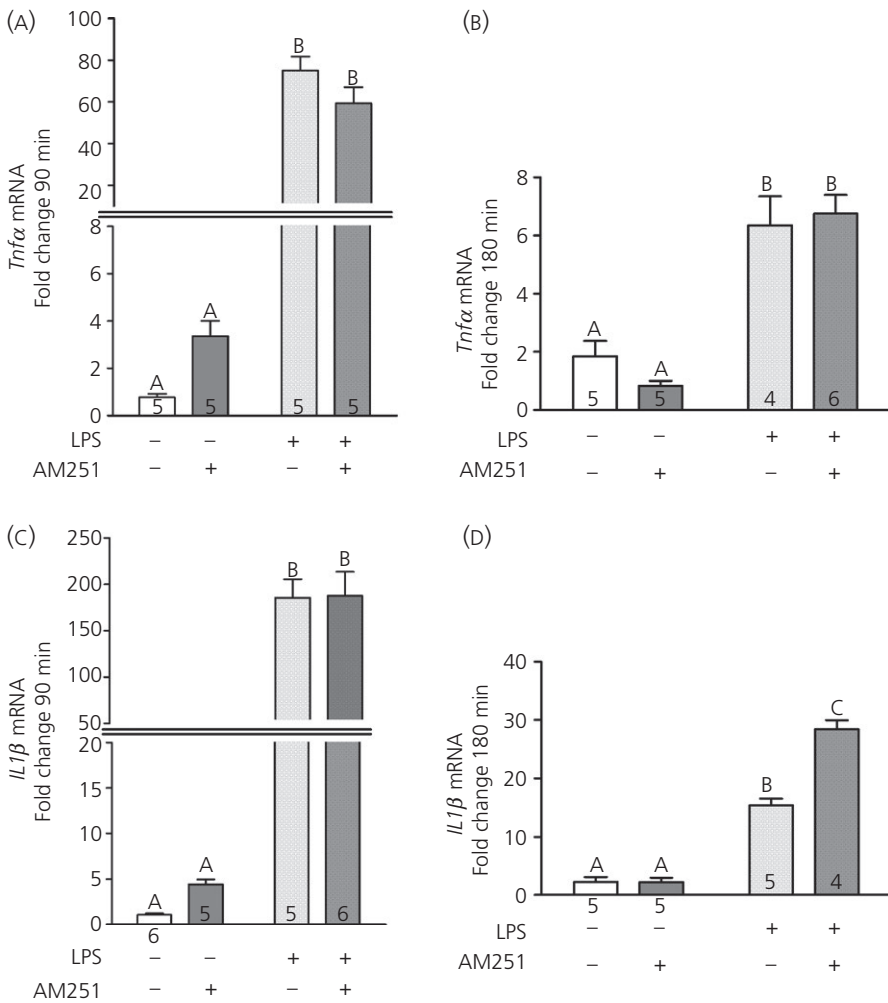 (A)
Tnfα mRNA
Fold change 90 min
100
80
60
40
20
8
6
4
2
0
A
A
B
B
5
5
5
5
LPS – – + +
AM251 – + – +
(B)
Tnfα mRNA
Fold change 180 min
8
6
4
2
0
A
A
B
B
5
5
4
6
– – + +
– + – +
(C)
IL1β mRNA
Fold change 90 min
250
200
150
100
50
20
15
10
5
0
A
A
B
B
6
5
5
6
LPS – – + +
AM251 – + – +
(D)
IL1β mRNA
Fold change 180 min
40
30
20
10
0
A
A
B
C
5
5
5
4
LPS – – + +
AM251 – + – +